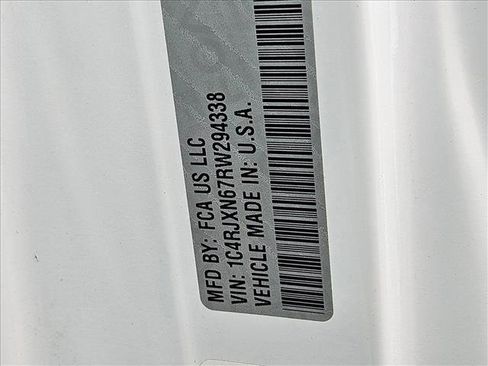 MFD BY: FCA US LLC
VIN: 1C4RJXN67RW294338
VEHICLE MADE IN: U.S.A.